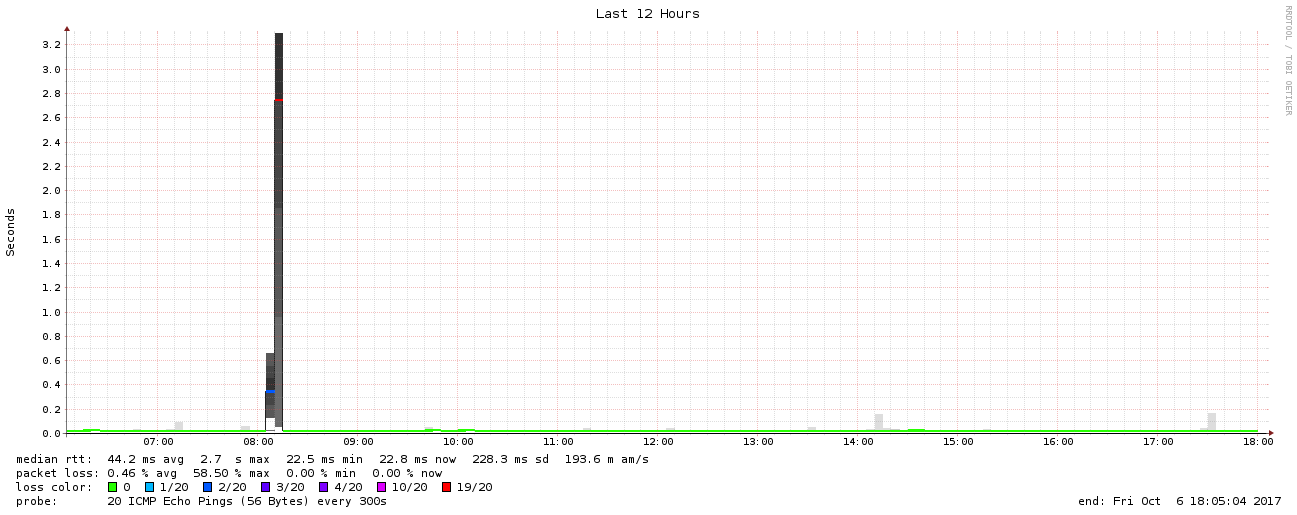 Last 12 Hours
RRDTOOL / TOBI OETIKER
Seconds
3.2
3.0
2.8
2.6
2.4
2.2
2.0
1.8
1.6
1.4
1.2
1.0
0.8
0.6
0.4
0.2
0.0
07:00 08:00 09:00 10:00 11:00 12:00 13:00 14:00 15:00 16:00 17:00 18:00
median rtt: 44.2 ms avg 2.7 s max 22.5 ms min 22.8 ms now 228.3 ms sd 193.6 m am/s
packet loss: 0.46 % avg 58.50 % max 0.00 % min 0.00 % now
loss color: 0 1/20 2/20 3/20 4/20 10/20 19/20
probe: 20 ICMP Echo Pings (56 Bytes) every 300s end: Fri Oct 6 18:05:04 2017